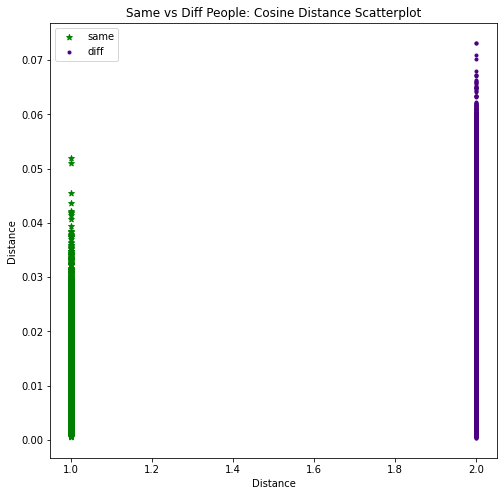 Same vs Diff People: Cosine Distance Scatterplot
same
diff
0.07
0.06
0.05
0.04
0.03
0.02
0.01
0.00
Distance
1.0 1.2 1.4 1.6 1.8 2.0
Distance